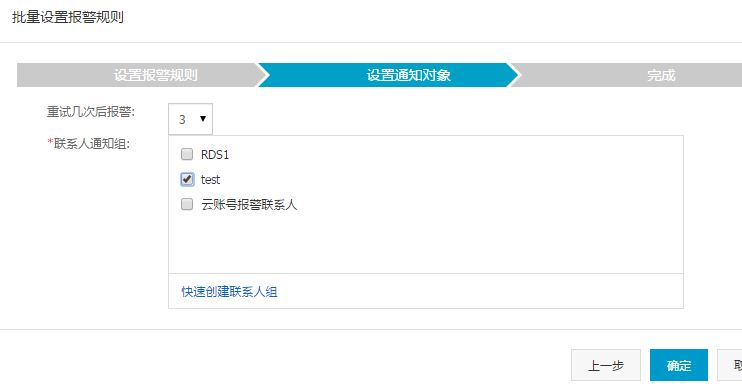 批量设置报警规则
设置报警规则 设置通知对象 完成
重试几次后报警: 3
*联系人通知组:
RDS1
test
云账号报警联系人
快速创建联系人组
上一步 确定